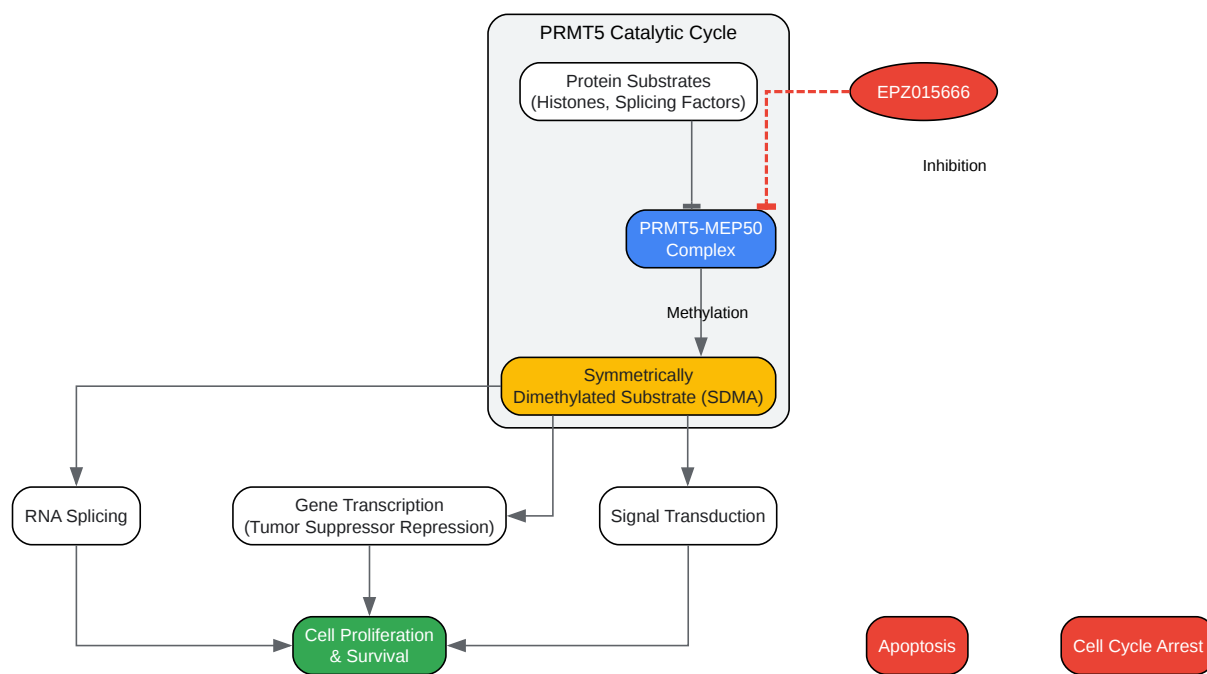 PRMT5 Catalytic Cycle
Protein Substrates
(Histones, Splicing Factors)
EPZ015666
Inhibition
PRMT5-MEP50
Complex
Methylation
Symmetrically
Dimethylated Substrate (SDMA)
RNA Splicing
Gene Transcription
(Tumor Suppressor Repression)
Signal Transduction
Cell Proliferation
& Survival
Apoptosis
Cell Cycle Arrest